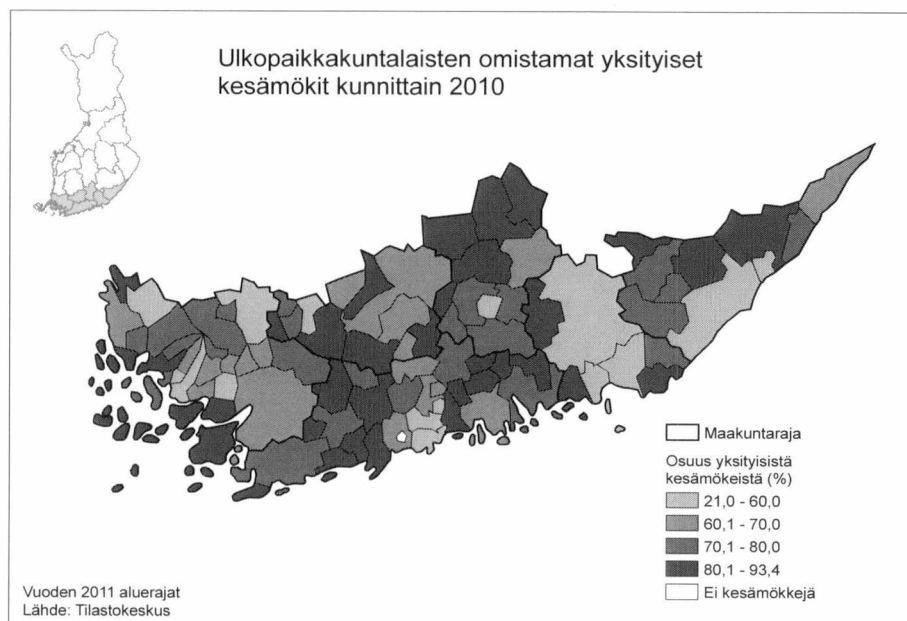 Ulkopaikkakuntalaisten omistamat yksityiset
kesämökit kunnittain 2010
Maakuntaraja
Osuus yksityisistä
kesämökeistä (%)
21,0 - 60,0
60,1 - 70,0
70,1 - 80,0
80,1 - 93,4
Ei kesämökkejä
Vuoden 2011 aluerajat
Lähde: Tilastokeskus